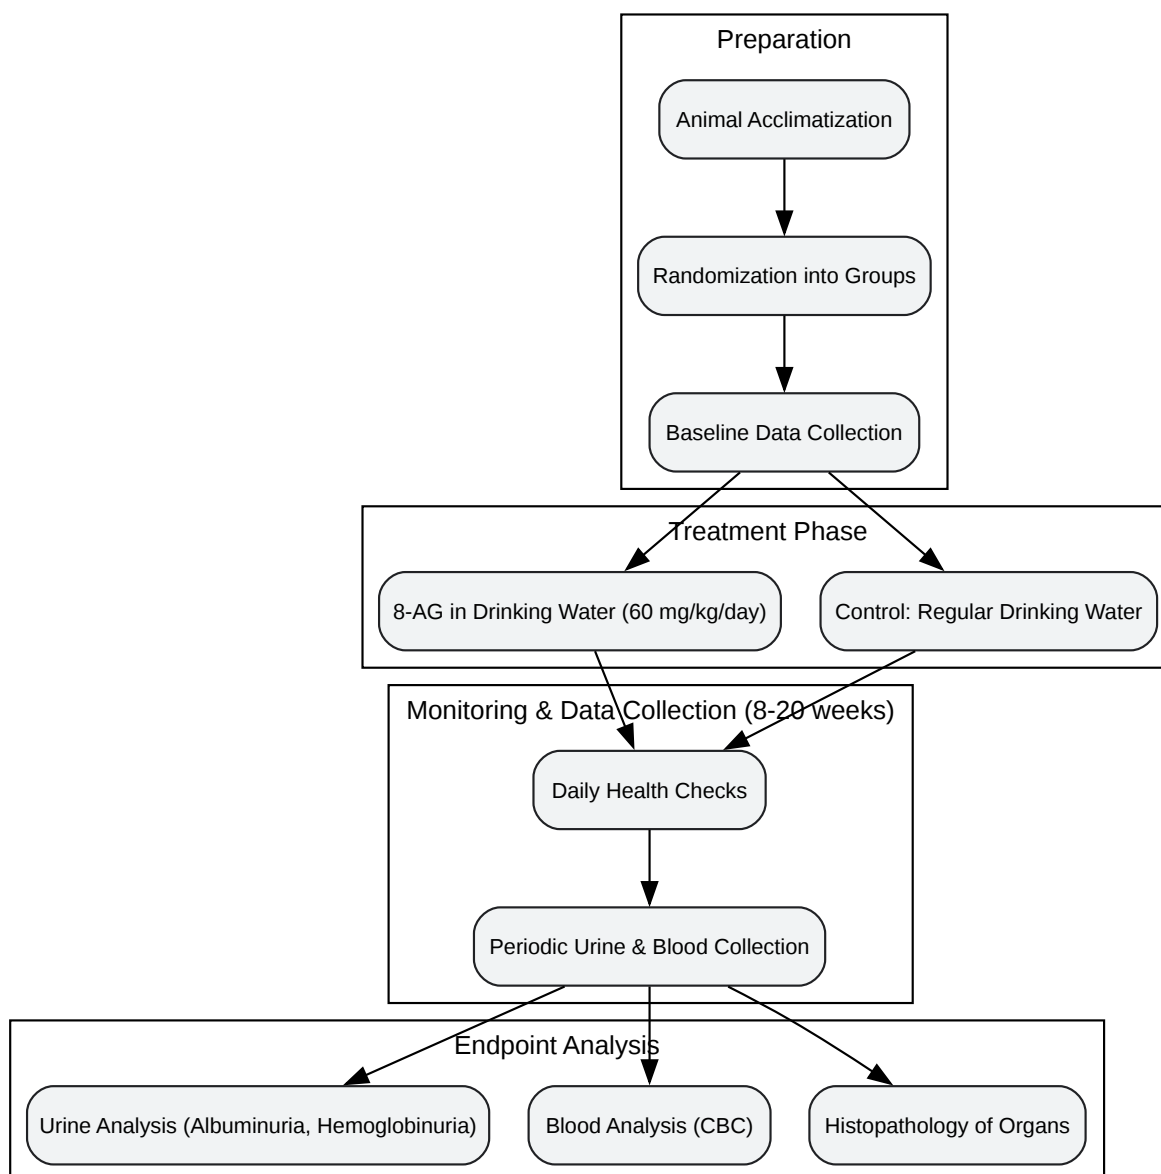 Preparation
Animal Acclimatization
Randomization into Groups
Baseline Data Collection
Treatment Phase
8-AG in Drinking Water (60 mg/kg/day)
Control: Regular Drinking Water
Monitoring & Data Collection (8-20 weeks)
Daily Health Checks
Periodic Urine & Blood Collection
Endpoint Analysis
Urine Analysis (Albuminuria, Hemoglobinuria)
Blood Analysis (CBC)
Histopathology of Organs